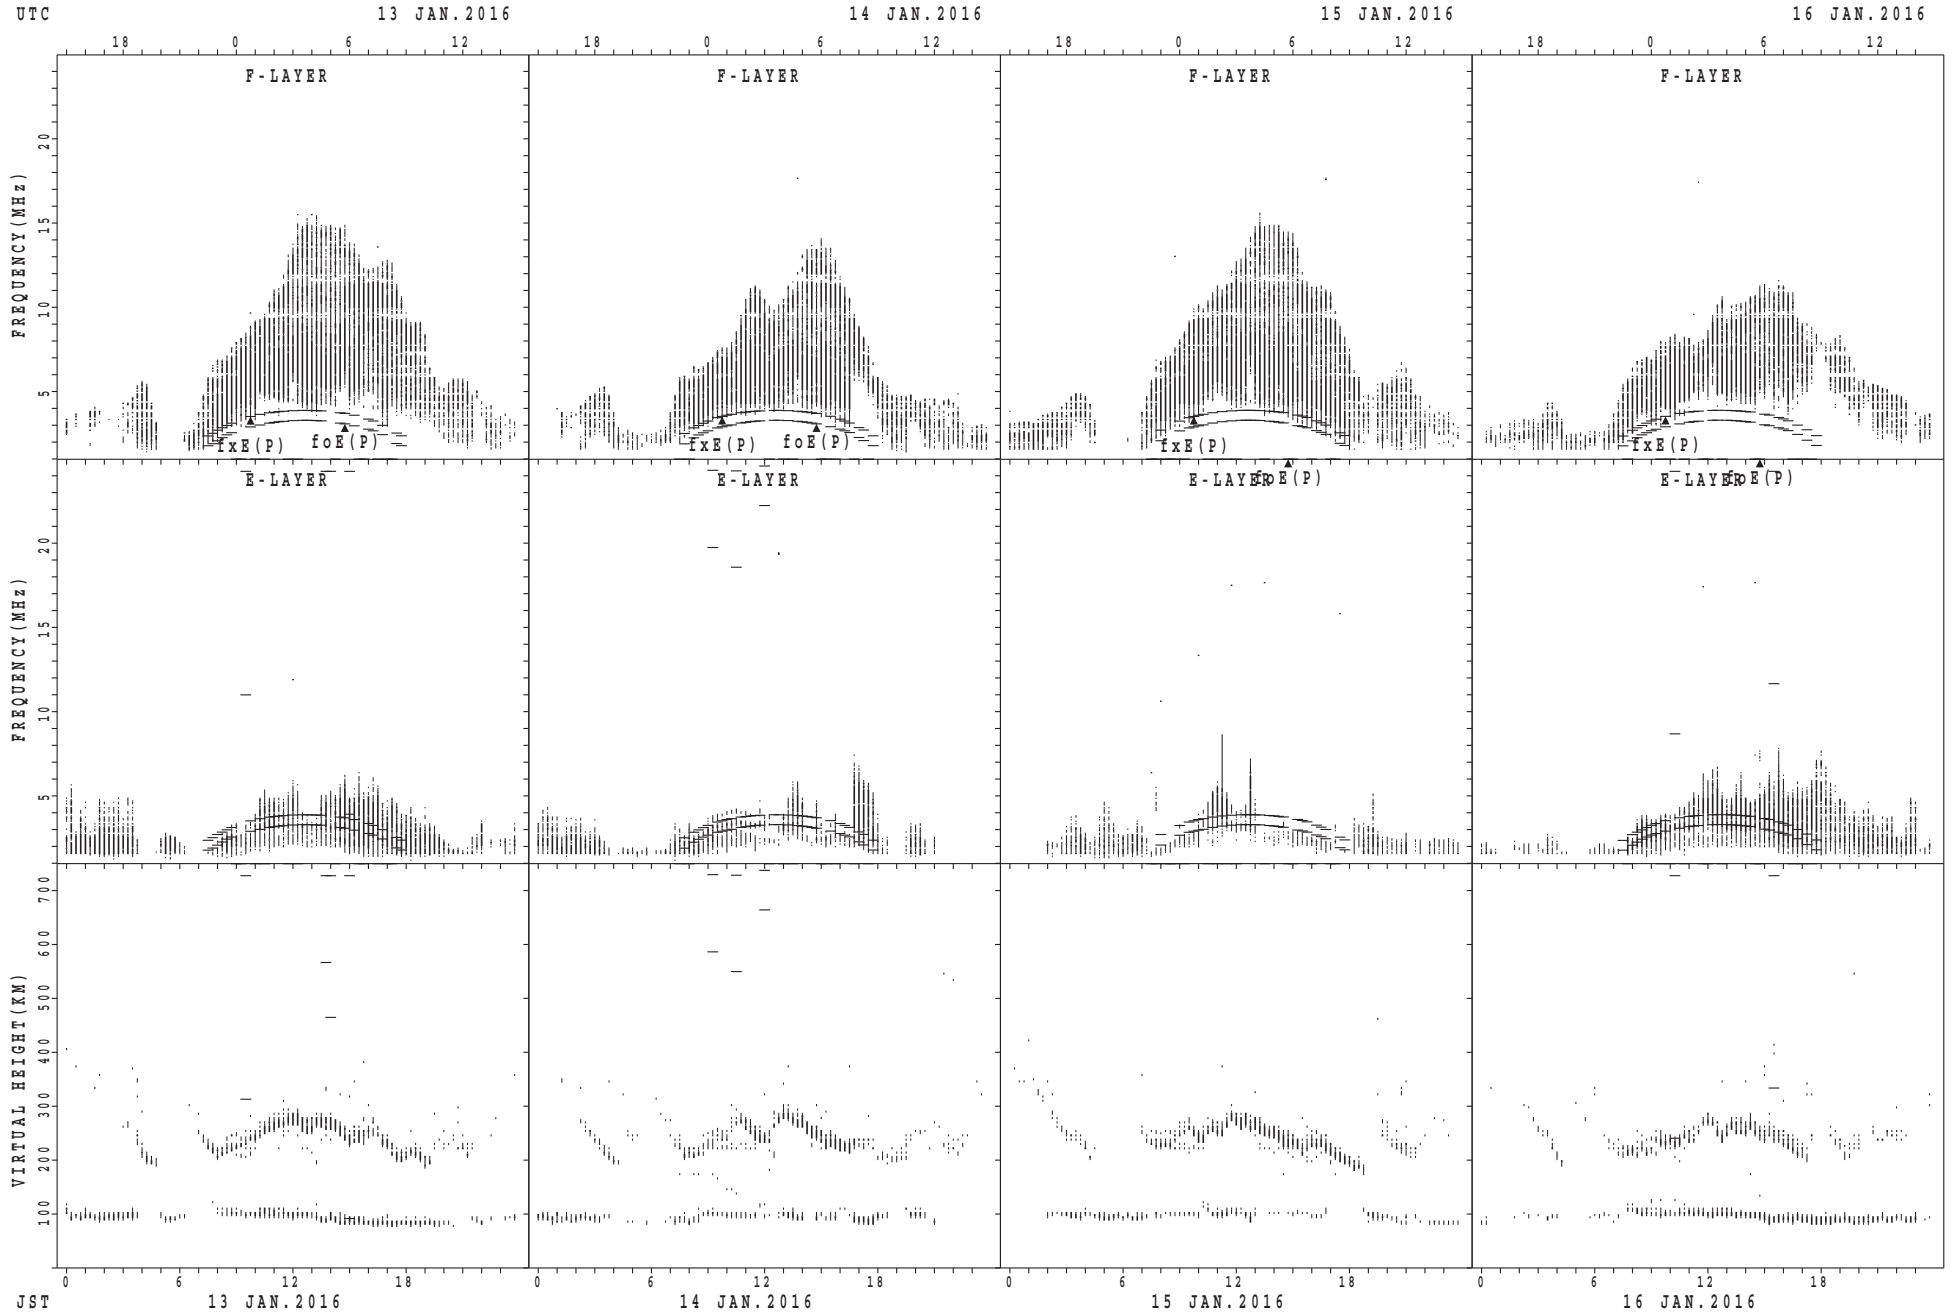 UTC 13 JAN.2016 14 JAN.2016 15 JAN.2016 16 JAN.2016
18 0 6 12 18 0 6 12 18 0 6 12 18 0 6 12
F-LAYER F-LAYER F-LAYER F-LAYER
FREQUENCY(MHz)
20
15
10
5
fxE(P) foE(P) fxE(P) foE(P) fxE(P) fxE(P)
E-LAYER E-LAYER E-LAYER foE(P) E-LAYER foE(P)
FREQUENCY(MHz)
20
15
10
5
VIRTUAL HEIGHT(KM)
700
600
500
400
300
200
100
0 6 12 18 0 6 12 18 0 6 12 18 0 6 12 18
JST 13 JAN.2016 14 JAN.2016 15 JAN.2016 16 JAN.2016